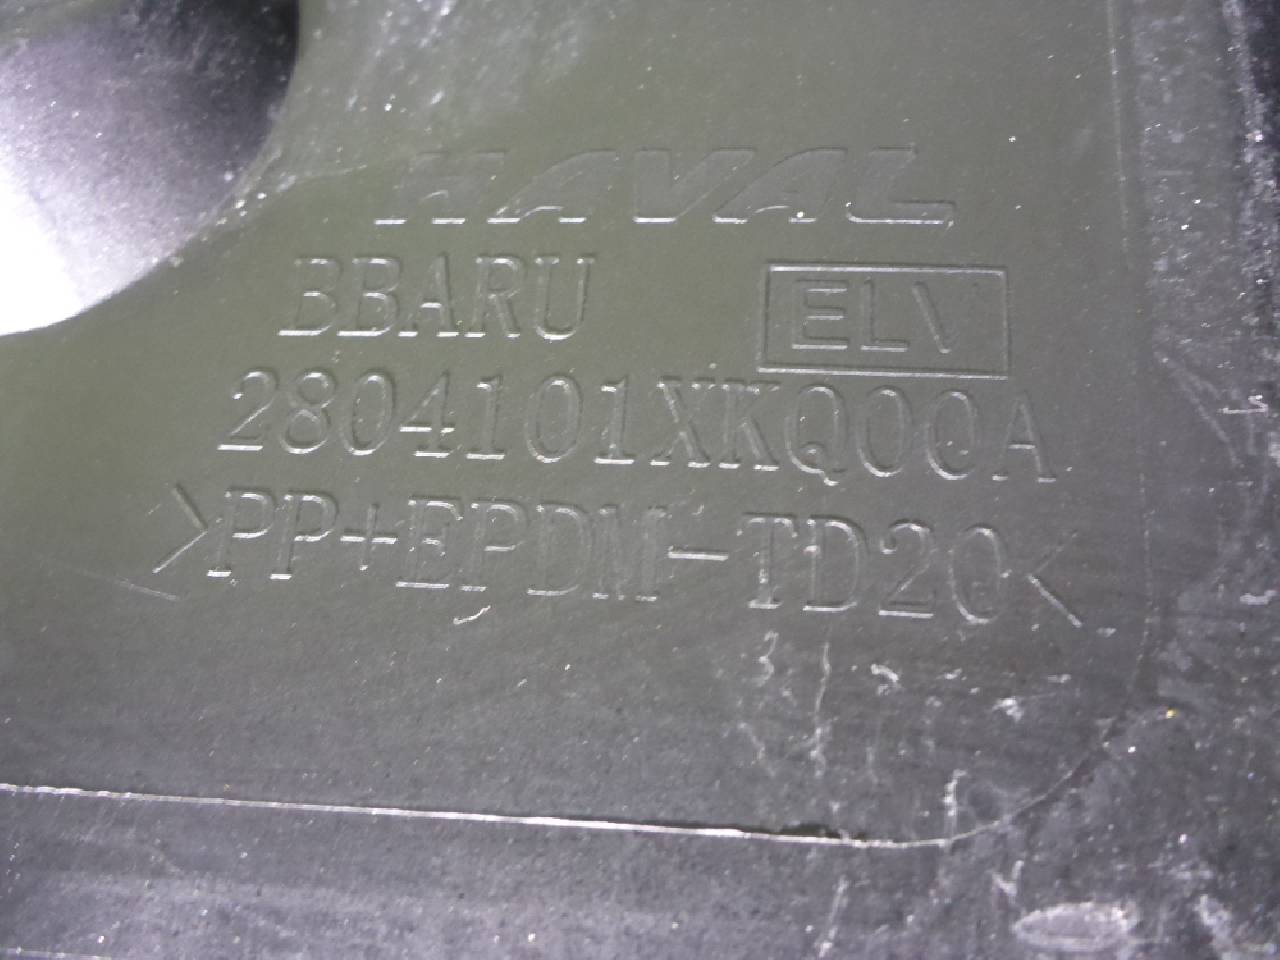 HAVAL
BBARU
ELV
2804101XKQ00A
>PP+EPDM-TD20<